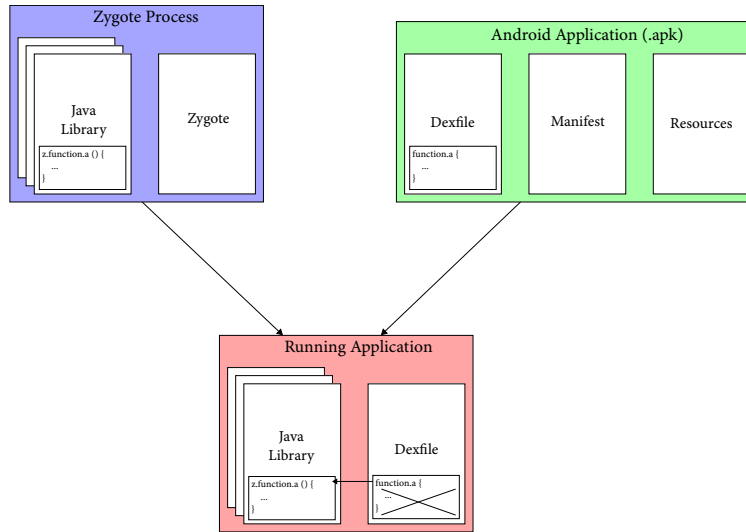 Zygote Process
Java
Library
z.function.a () {
...
}
Zygote
Android Application (.apk)
Dexfile
function.a {
...
}
Manifest
Resources
Running Application
Java
Library
z.function.a () {
...
}
Dexfile
function.a {
...
}